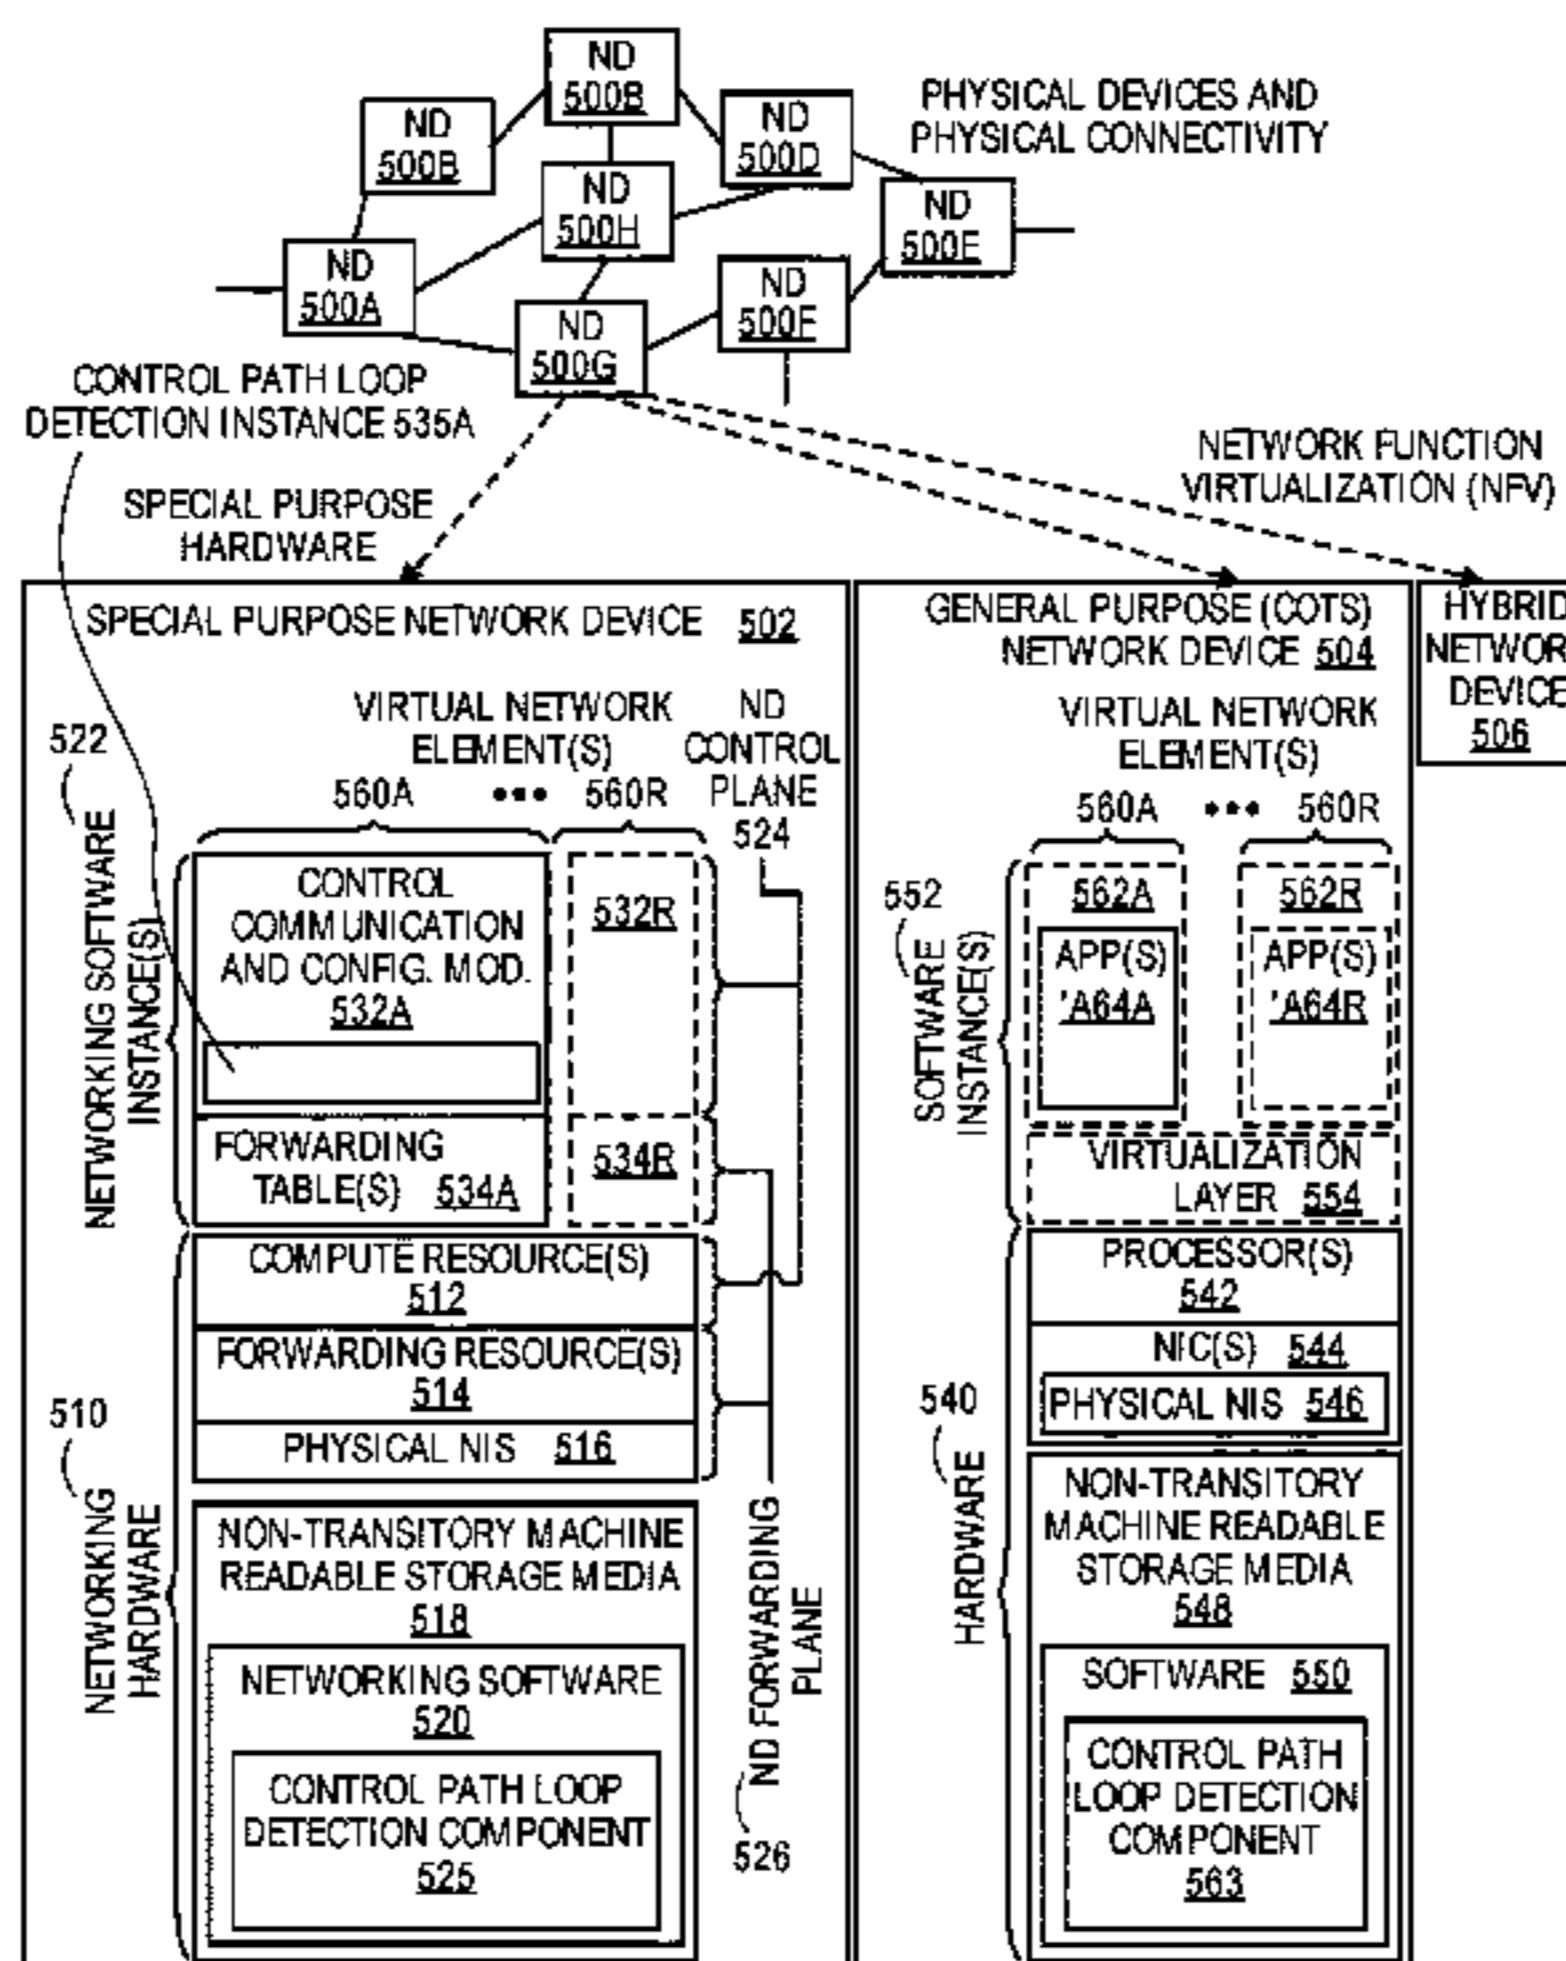 ND
500B
ND
500B
ND
500D
PHYSICAL DEVICES AND
PHYSICAL CONNECTIVITY
ND
500H
ND
500E
ND
500A
ND
500F
ND
500G
CONTROL PATH LOOP
DETECTION INSTANCE 535A
NETWORK FUNCTION
VIRTUALIZATION (NFV)
SPECIAL PURPOSE
HARDWARE
SPECIAL PURPOSE NETWORK DEVICE 502
VIRTUAL NETWORK
ELEMENT(S)
560A ••• 560R
ND
CONTROL
PLANE
524
522
NETWORKING SOFTWARE
INSTANCE(S)
CONTROL
COMMUNICATION
AND CONFIG. MOD.
532A
532R
FORWARDING
TABLE(S) 534A
534R
COMPUTE RESOURCE(S)
512
FORWARDING RESOURCE(S)
514
PHYSICAL NIS 516
510
NETWORKING
HARDWARE
NON-TRANSITORY MACHINE
READABLE STORAGE MEDIA
518
NETWORKING SOFTWARE
520
CONTROL PATH LOOP
DETECTION COMPONENT
525
ND FORWARDING
PLANE
526
GENERAL PURPOSE (COTS)
NETWORK DEVICE 504
VIRTUAL NETWORK
ELEMENT(S)
560A ••• 560R
552
SOFTWARE
INSTANCE(S)
562A
APP(S)
'A64A
562R
APP(S)
'A64R
VIRTUALIZATION
LAYER 554
PROCESSOR(S)
542
NIC(S) 544
PHYSICAL NIS 546
540
HARDWARE
NON-TRANSITORY
MACHINE READABLE
STORAGE MEDIA
548
SOFTWARE 550
CONTROL PATH
LOOP DETECTION
COMPONENT
563
HYBRID
NETWOR
DEVICE
506